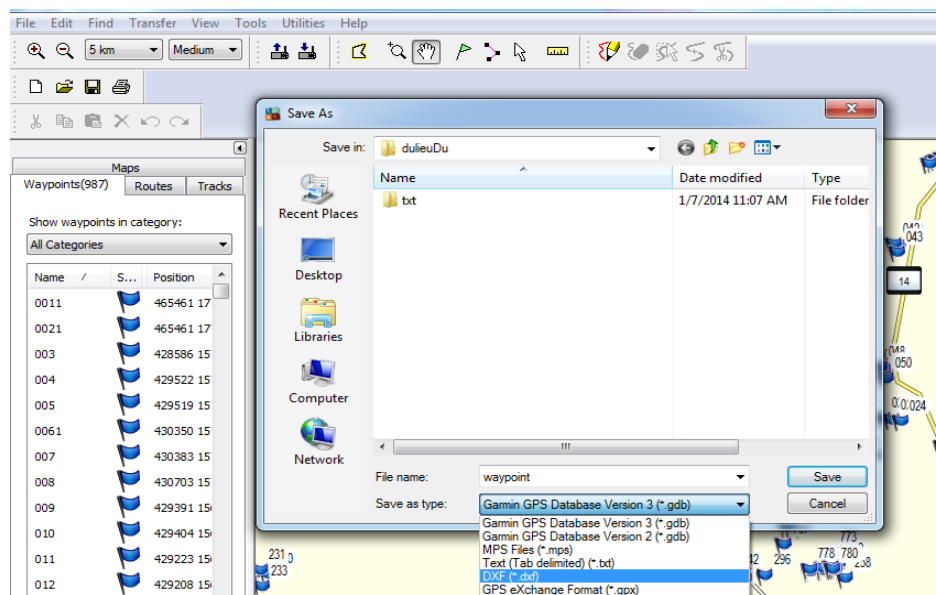 File Edit Find Transfer View Tools Utilities Help
5 km Medium
Save As
Save in: dulieuDu
Maps
Waypoints(987) Routes Tracks
Show waypoints in category:
All Categories
Name S... Position
0011 465461 17
0021 465461 17
003 428586 15
004 429522 15
005 429519 15
0061 430350 15
007 430383 15
008 430703 15
009 429391 15
010 429404 15
011 429223 15
012 429208 15
Name Date modified Type
txt 1/7/2014 11:07 AM File folder
Recent Places
Desktop
Libraries
Computer
Network
File name: waypoint Save
Save as type: Garmin GPS Database Version 3 (*.gdb) Cancel
Garmin GPS Database Version 3 (*.gdb)
Garmin GPS Database Version 2 (*.gdb)
MPS Files (*.mps)
Text (Tab delimited) (*.txt)
DXF (*.dxf)
GPS eXchange Format (*.gpx)
043
14
048
050
024
231
233
296
773
778 780